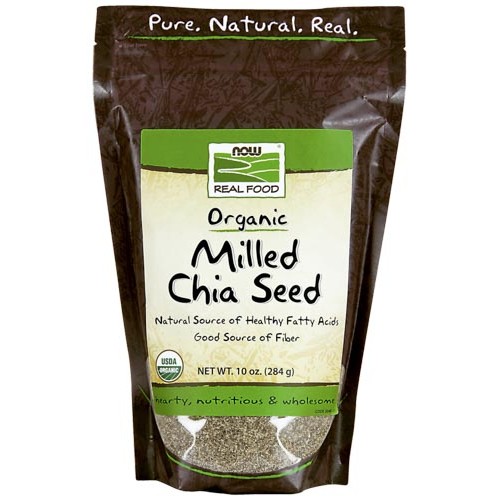 Pure. Natural. Real.
NOW
REAL FOOD
Organic
Milled
Chia Seed
Natural Source of Healthy Fatty Acids
Good Source of Fiber
USDA
ORGANIC
NET WT. 10 oz. (284 g)
hearty, nutritious & wholesome